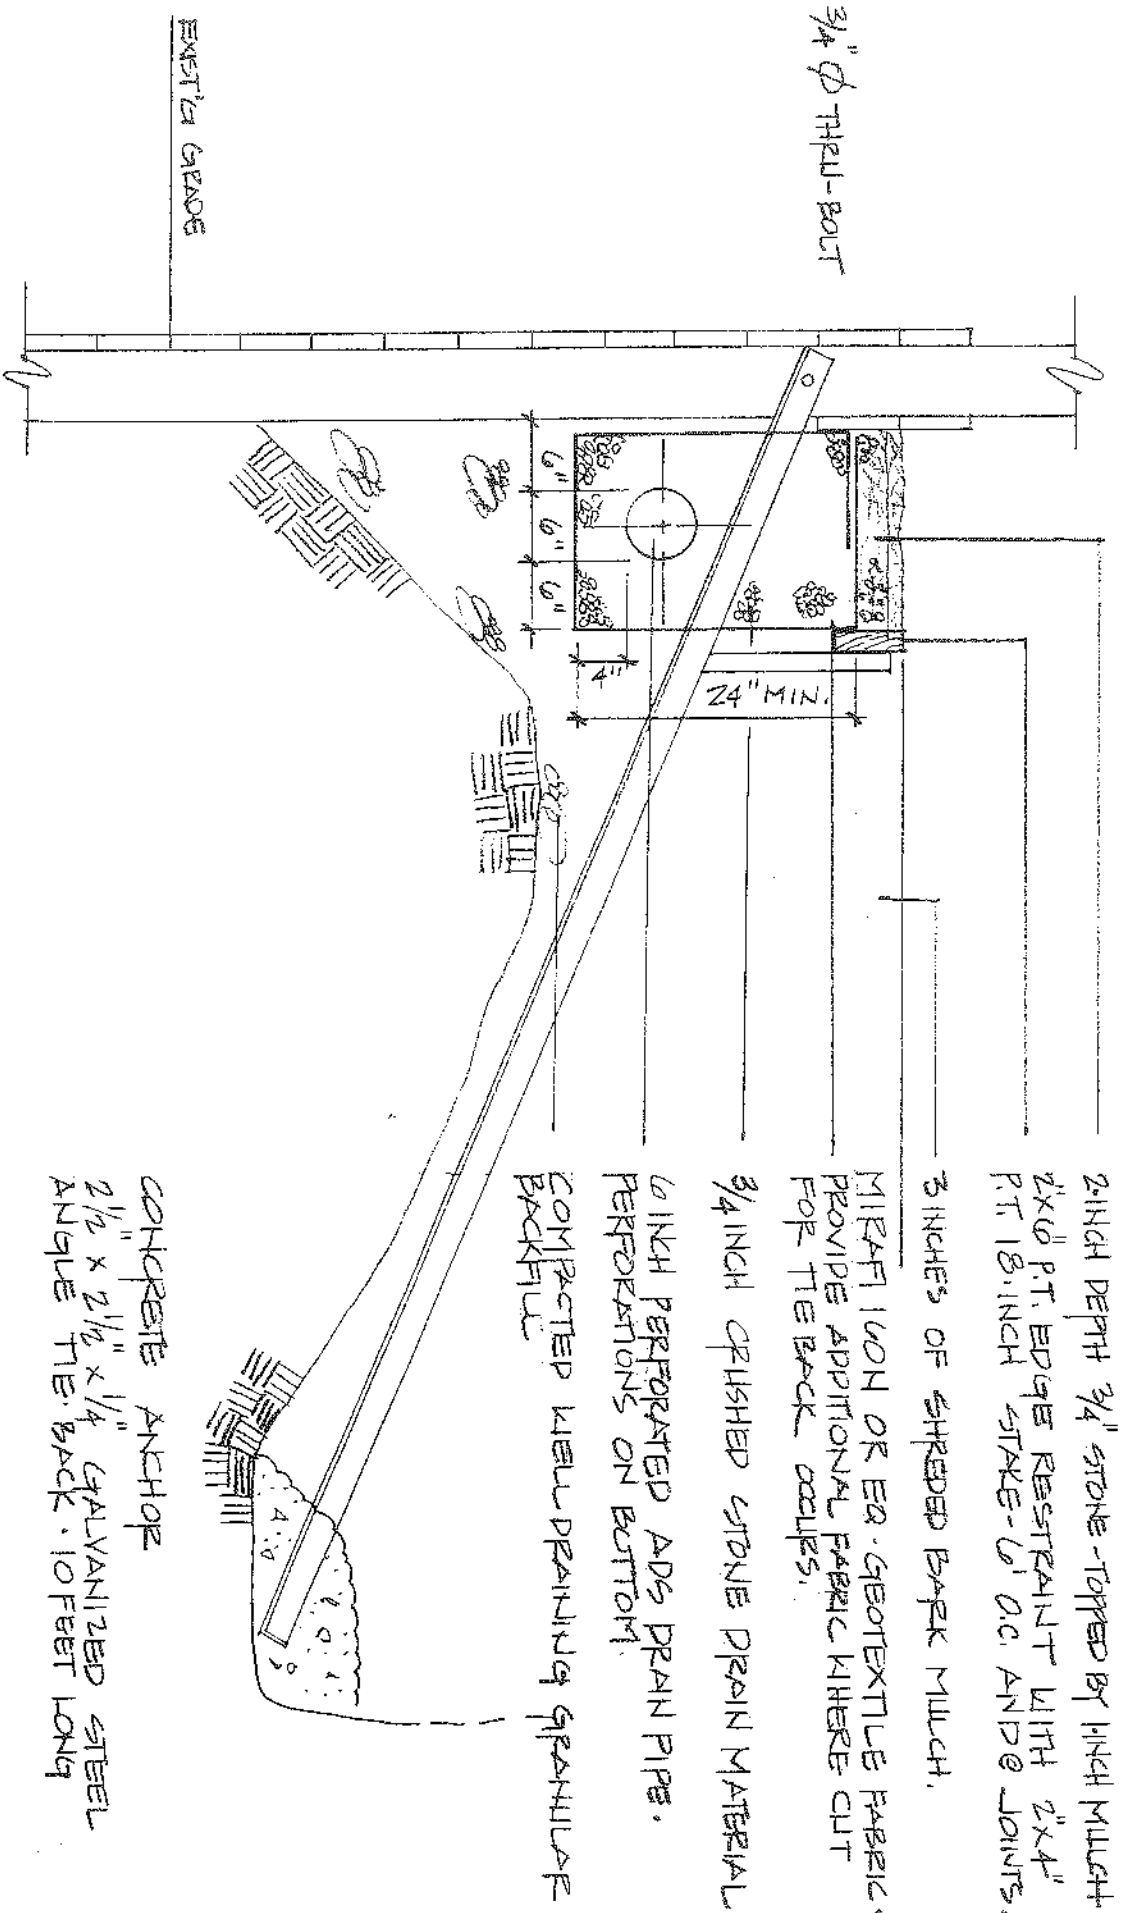 2-INCH DEPTH 3/4" STONE-TOPPED BY 1-INCH MULCH
2"X6" P.T. EDGE RESTRAINT WITH 2"X4"
P.T. 18-INCH STAKE-6' O.C. AND @ JOINTS.
3 INCHES OF SHREDED BARK MULCH.
MIRAFI 160N OR EQ. GEOTEXTILE FABRIC.
PROVIDE ADDITIONAL FABRIC WHERE CUT
FOR TIE BACK OCCURS.
3/4 INCH CRUSHED STONE DRAIN MATERIAL.
6 INCH PERFORATED ADS DRAIN PIPE.
PERFORATIONS ON BOTTOM.
COMPACTED WELL DRAINING GRANULAR
BACKFILL
CONCRETE ANCHOR
2 1/2" X 2 1/2" X 1/4" GALVANIZED STEEL
ANGLE TIE-BACK. 10 FEET LONG
3/4" Ø THRU-BOLT
EXIST'G GRADE
24" MIN.
4"
6"
6"
6"